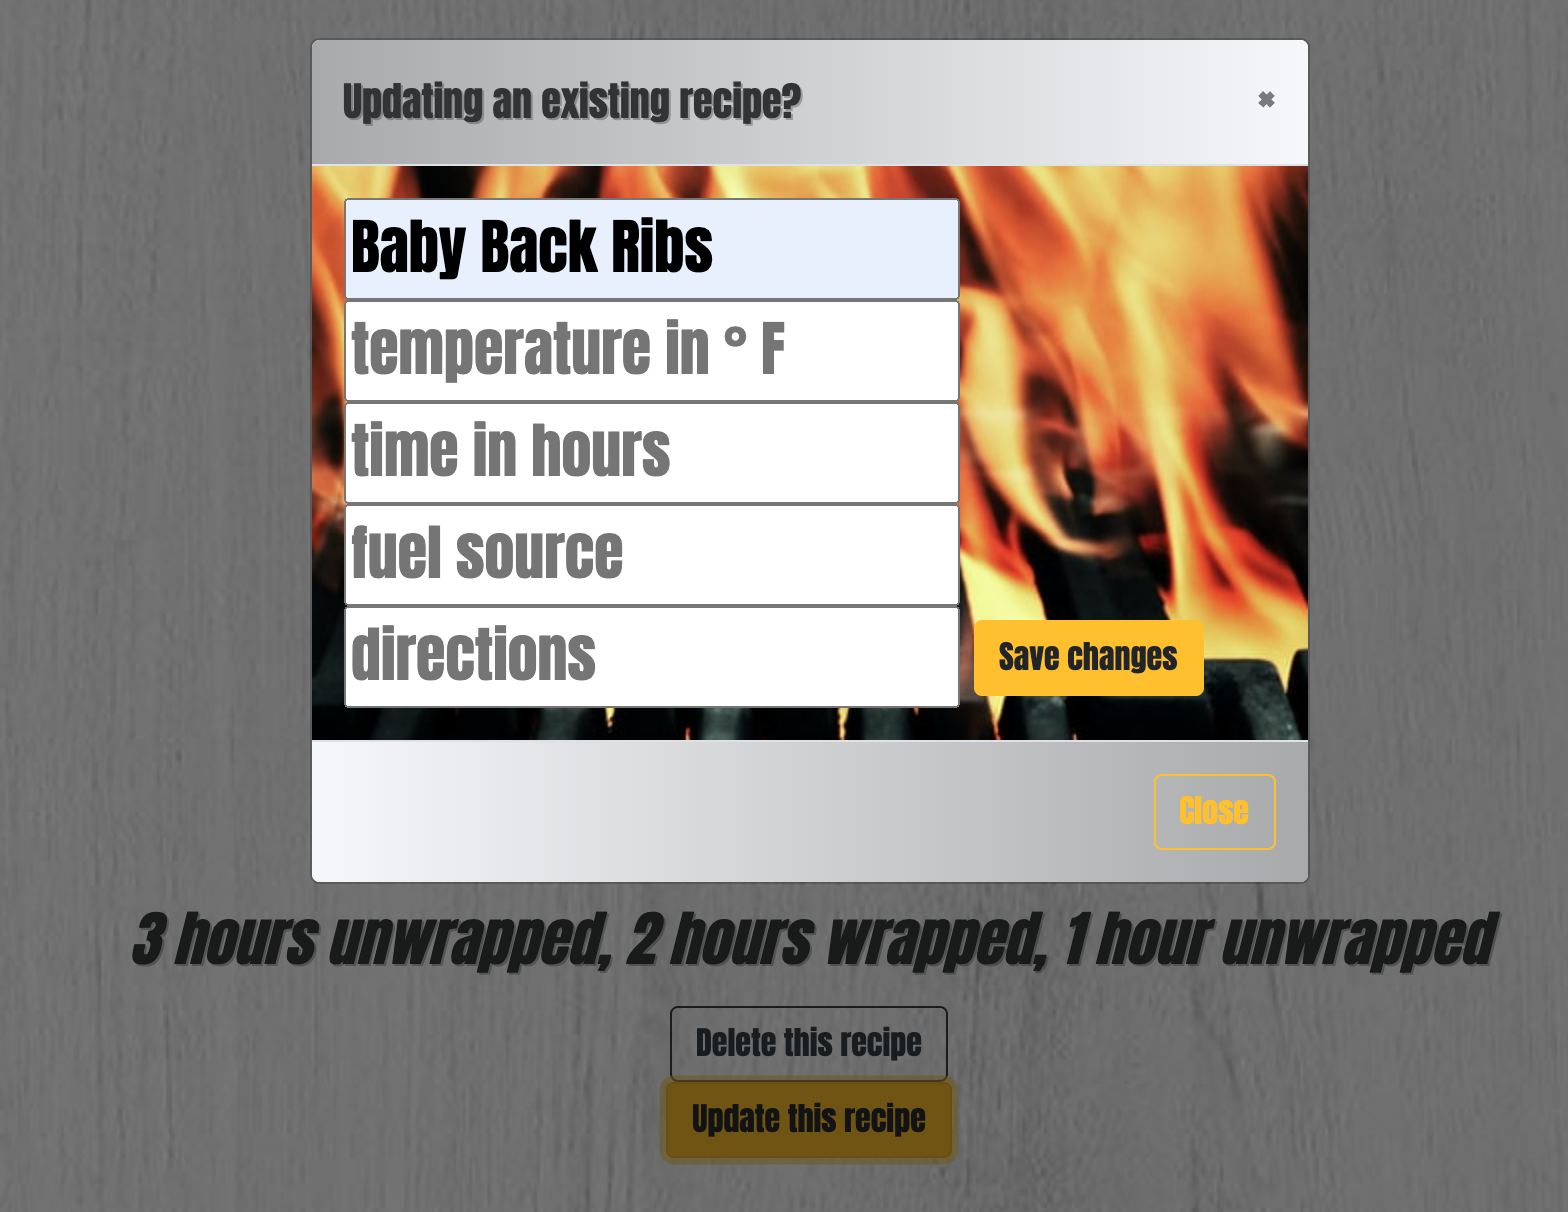 Updating an existing recipe?
✖
Baby Back Ribs
temperature in ° F
time in hours
fuel source
directions
Save changes
Close
3 hours unwrapped, 2 hours wrapped, 1 hour unwrapped
Delete this recipe
Update this recipe